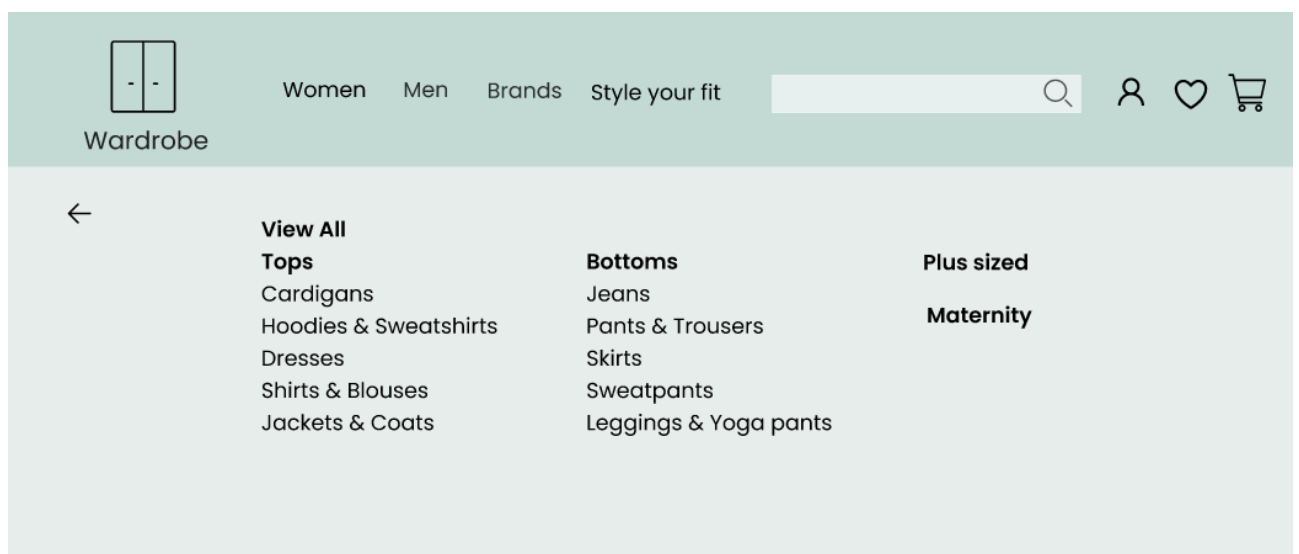 Wardrobe
Women Men Brands Style your fit
View All
Tops
Cardigans
Hoodies & Sweatshirts
Dresses
Shirts & Blouses
Jackets & Coats
Bottoms
Jeans
Pants & Trousers
Skirts
Sweatpants
Leggings & Yoga pants
Plus sized
Maternity